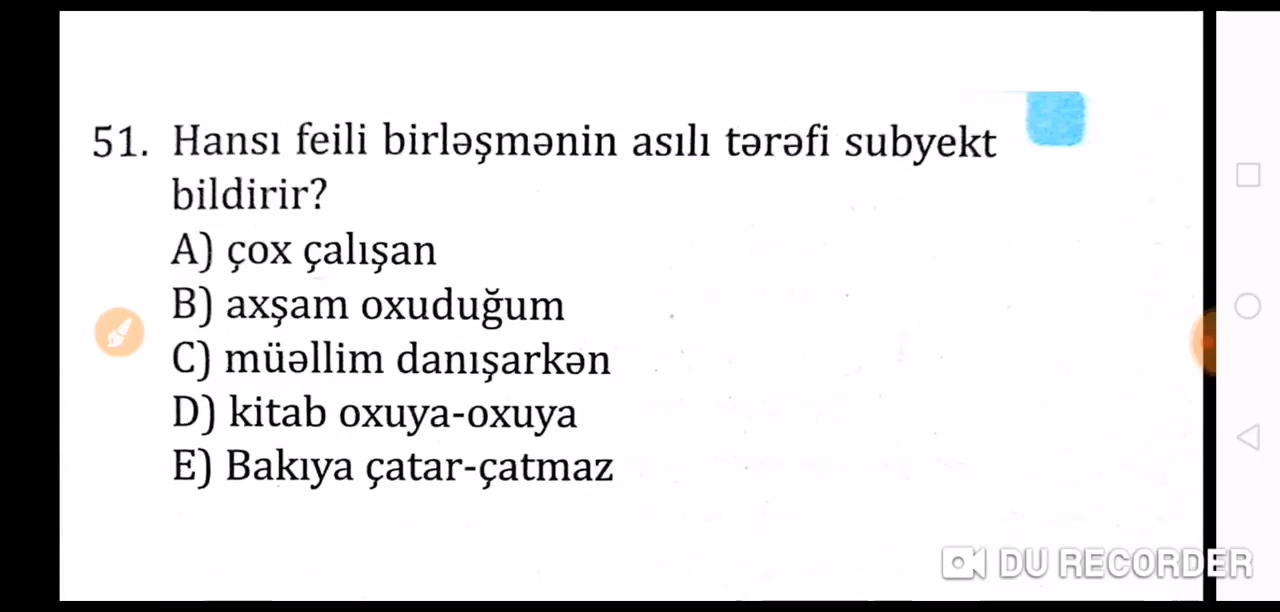 51. Hansı feili birləşmənin asılı tərəfi subyekt
bildirir?
A) çox çalışan
B) axşam oxuduğum
C) müəllim danışarkən
D) kitab oxuya-oxuya
E) Bakıya çatar-çatmaz
DU RECORDER